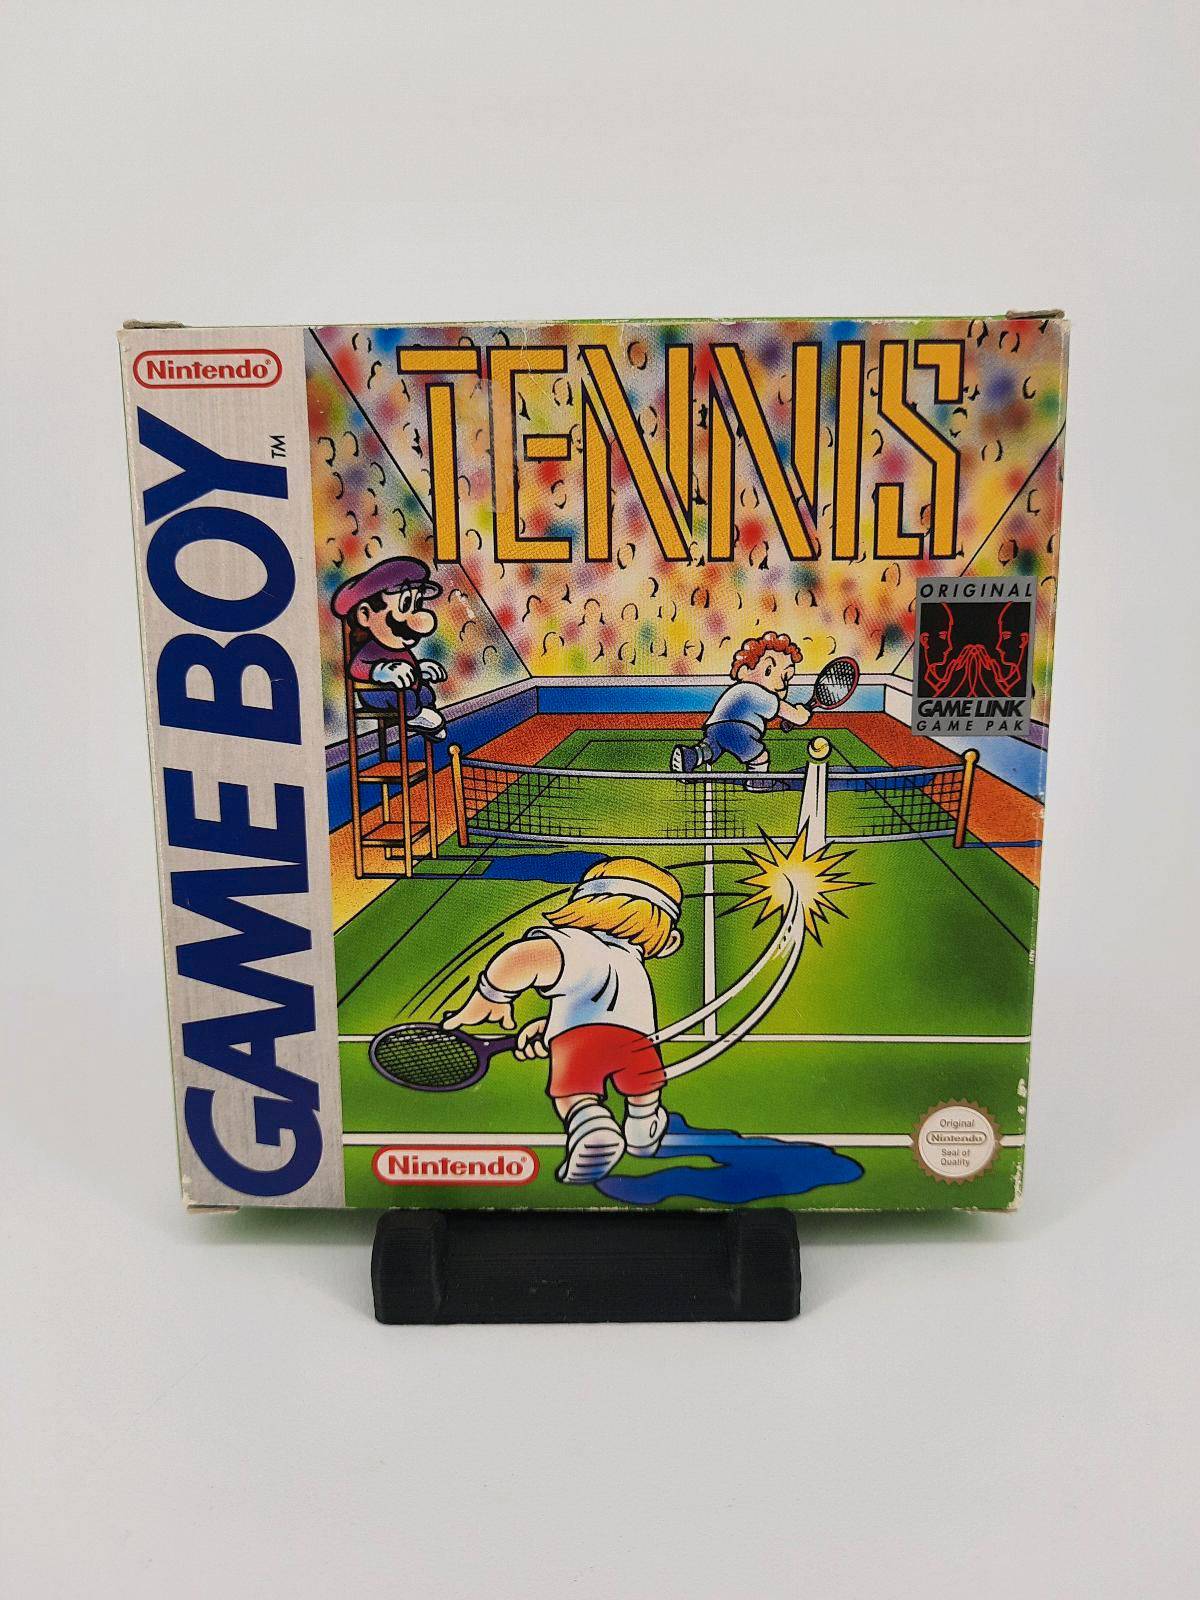 Nintendo®
GAME BOY™
TENNIS
ORIGINAL
GAME LINK
GAME PAK
Nintendo®
Original
Nintendo
Seal of
Quality